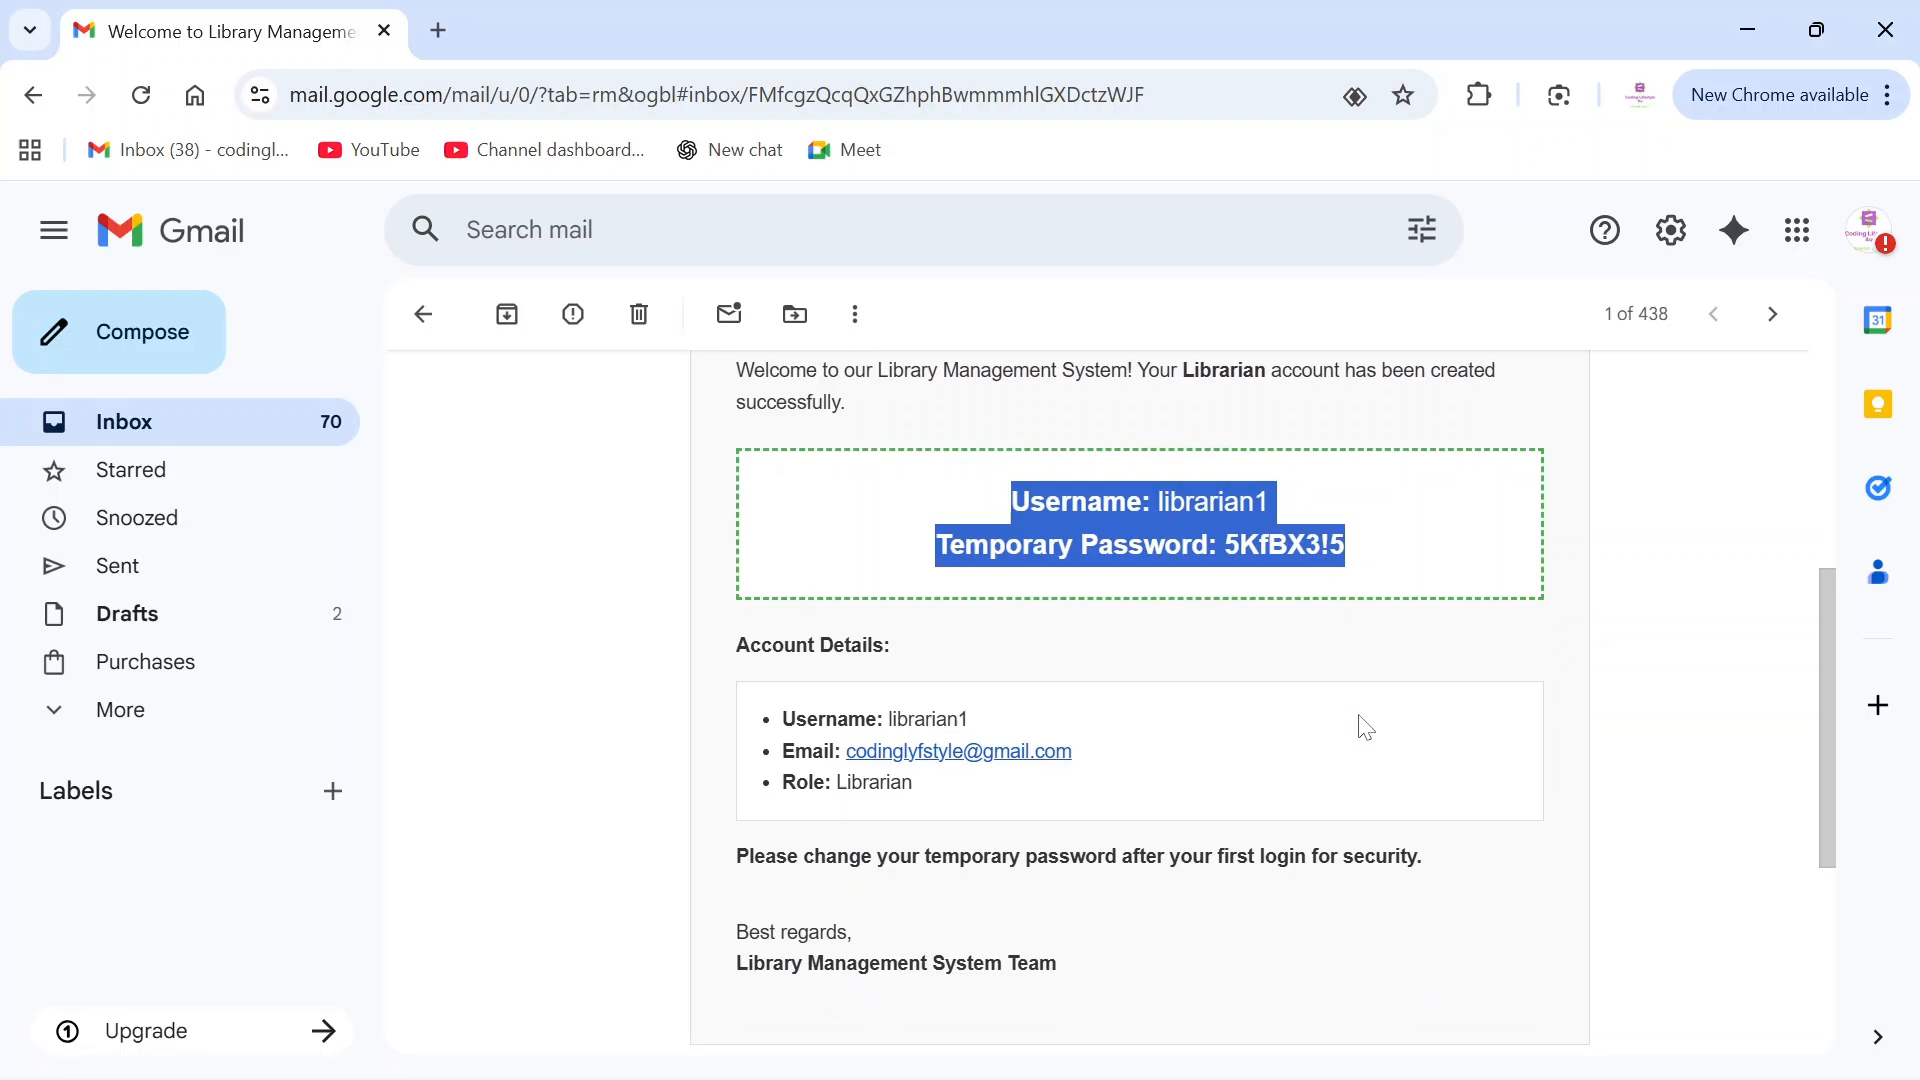 Welcome to Library Manageme
mail.google.com/mail/u/0/?tab=rm&ogbl#inbox/FMfcgzQcqQxGZhphBwmmmhlGXDctzWJF
New Chrome available
Inbox (38) - codingl...
YouTube
Channel dashboard...
New chat
Meet
Gmail
Search mail
Compose
1 of 438
Inbox 70
Starred
Snoozed
Sent
Drafts 2
Purchases
More
Labels
Upgrade
Welcome to our Library Management System! Your Librarian account has been created
successfully.
Username: librarian1
Temporary Password: 5KfBX3!5
Account Details:
• Username: librarian1
• Email: codinglyfstyle@gmail.com
• Role: Librarian
Please change your temporary password after your first login for security.
Best regards,
Library Management System Team
31